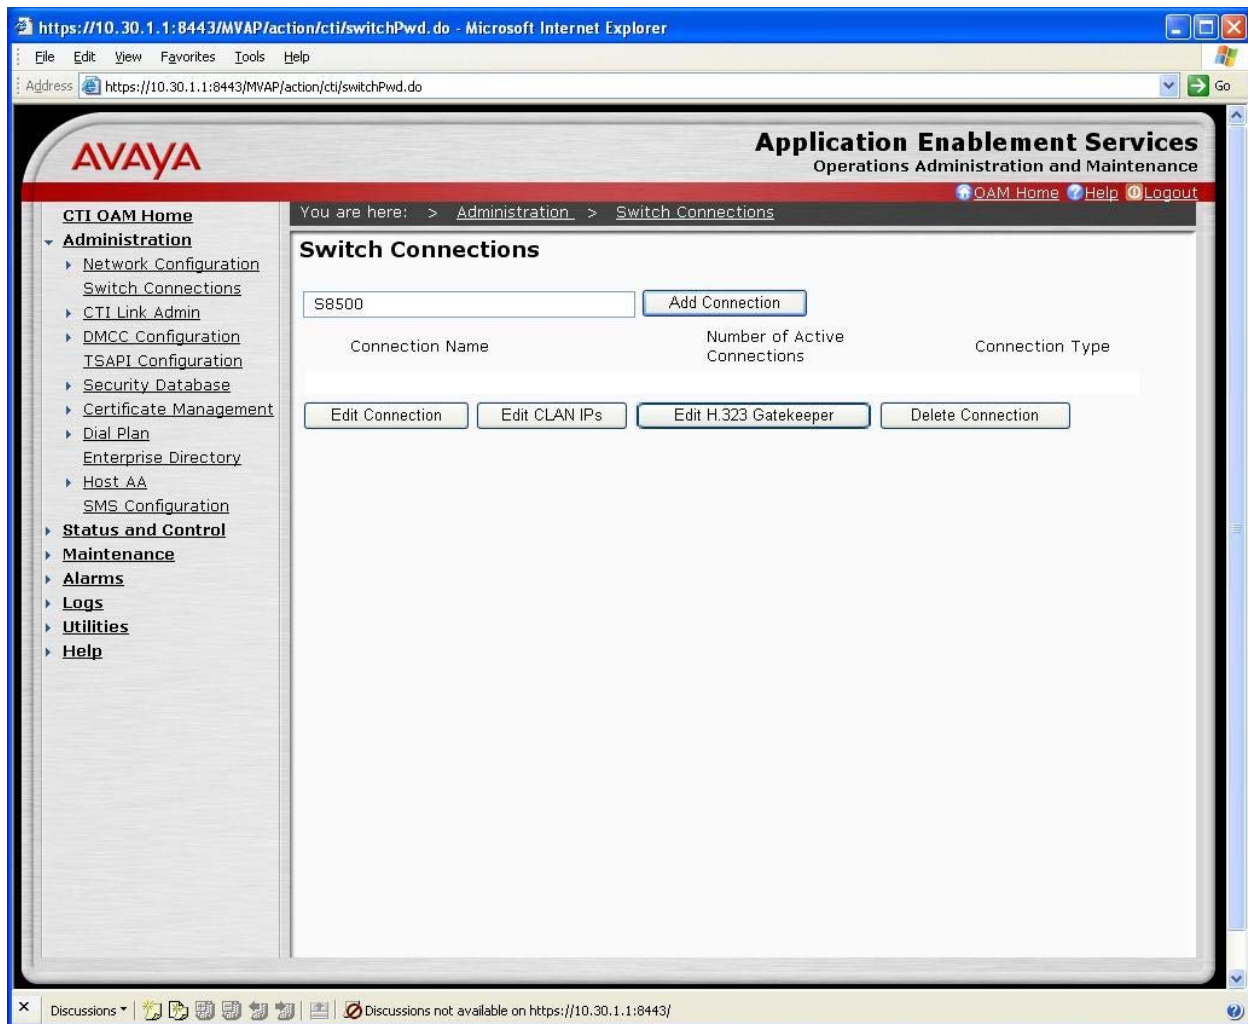 https://10.30.1.1:8443/MVAP/action/cti/switchPwd.do - Microsoft Internet Explorer
File Edit View Favorites Tools Help
Address https://10.30.1.1:8443/MVAP/action/cti/switchPwd.do Go
AVAYA
Application Enablement Services
Operations Administration and Maintenance
OAM Home Help Logout
CTI OAM Home
Administration
Network Configuration
Switch Connections
CTI Link Admin
DMCC Configuration
TSAPI Configuration
Security Database
Certificate Management
Dial Plan
Enterprise Directory
Host AA
SMS Configuration
Status and Control
Maintenance
Alarms
Logs
Utilities
Help
You are here: > Administration > Switch Connections
Switch Connections
S8500 Add Connection
Connection Name Number of Active Connections Connection Type
Edit Connection Edit CLAN IPs Edit H.323 Gatekeeper Delete Connection
Discussions Discussions not available on https://10.30.1.1:8443/